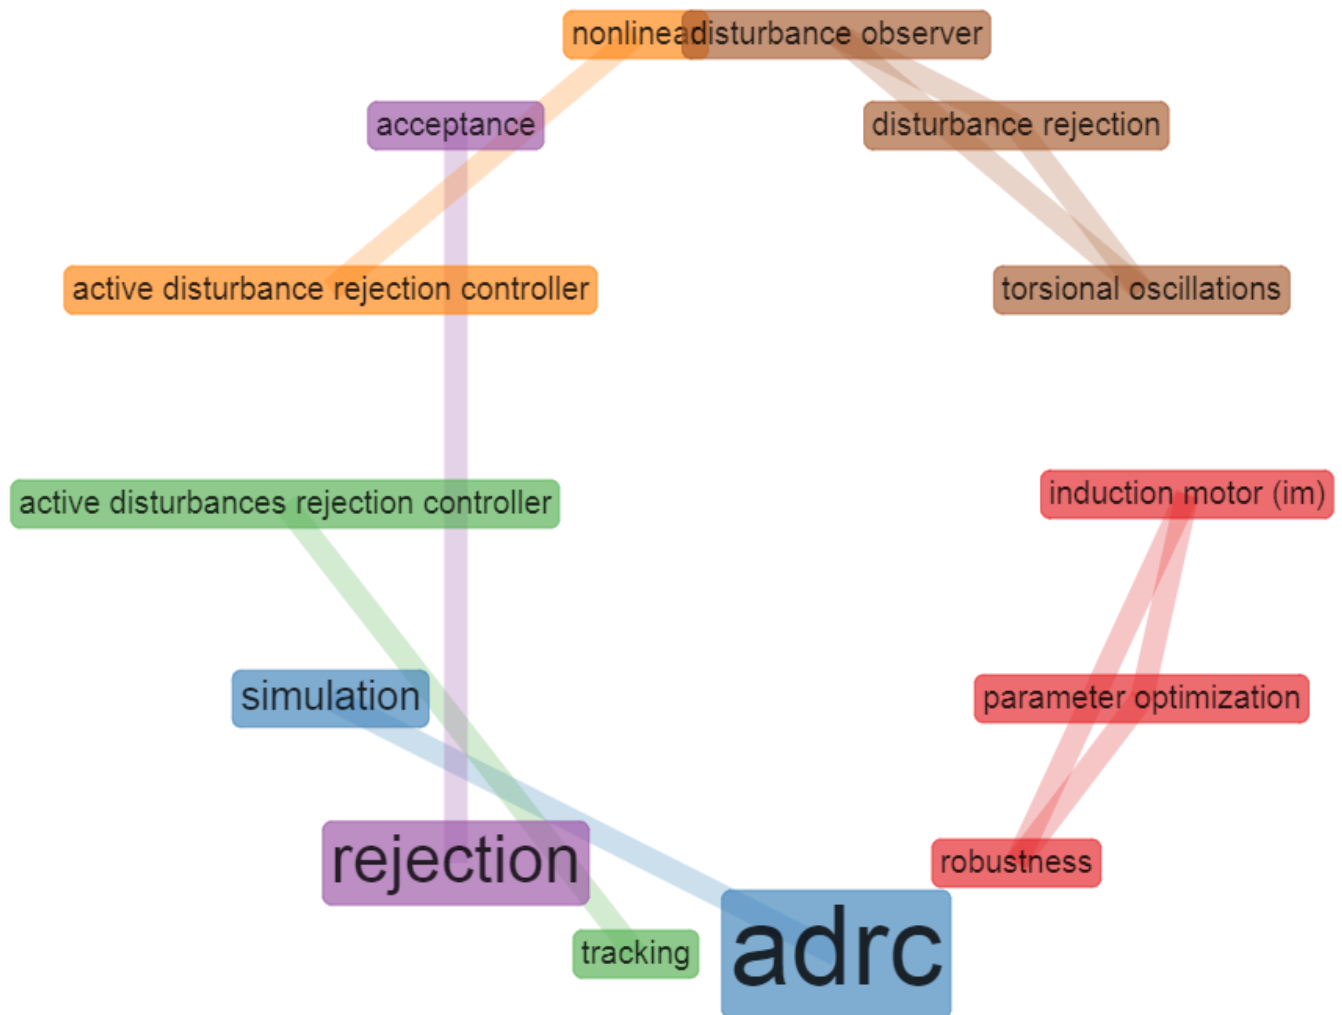 nonlinea
disturbance observer
acceptance
disturbance rejection
active disturbance rejection controller
torsional oscillations
active disturbances rejection controller
induction motor (im)
simulation
parameter optimization
rejection
robustness
tracking
adrc